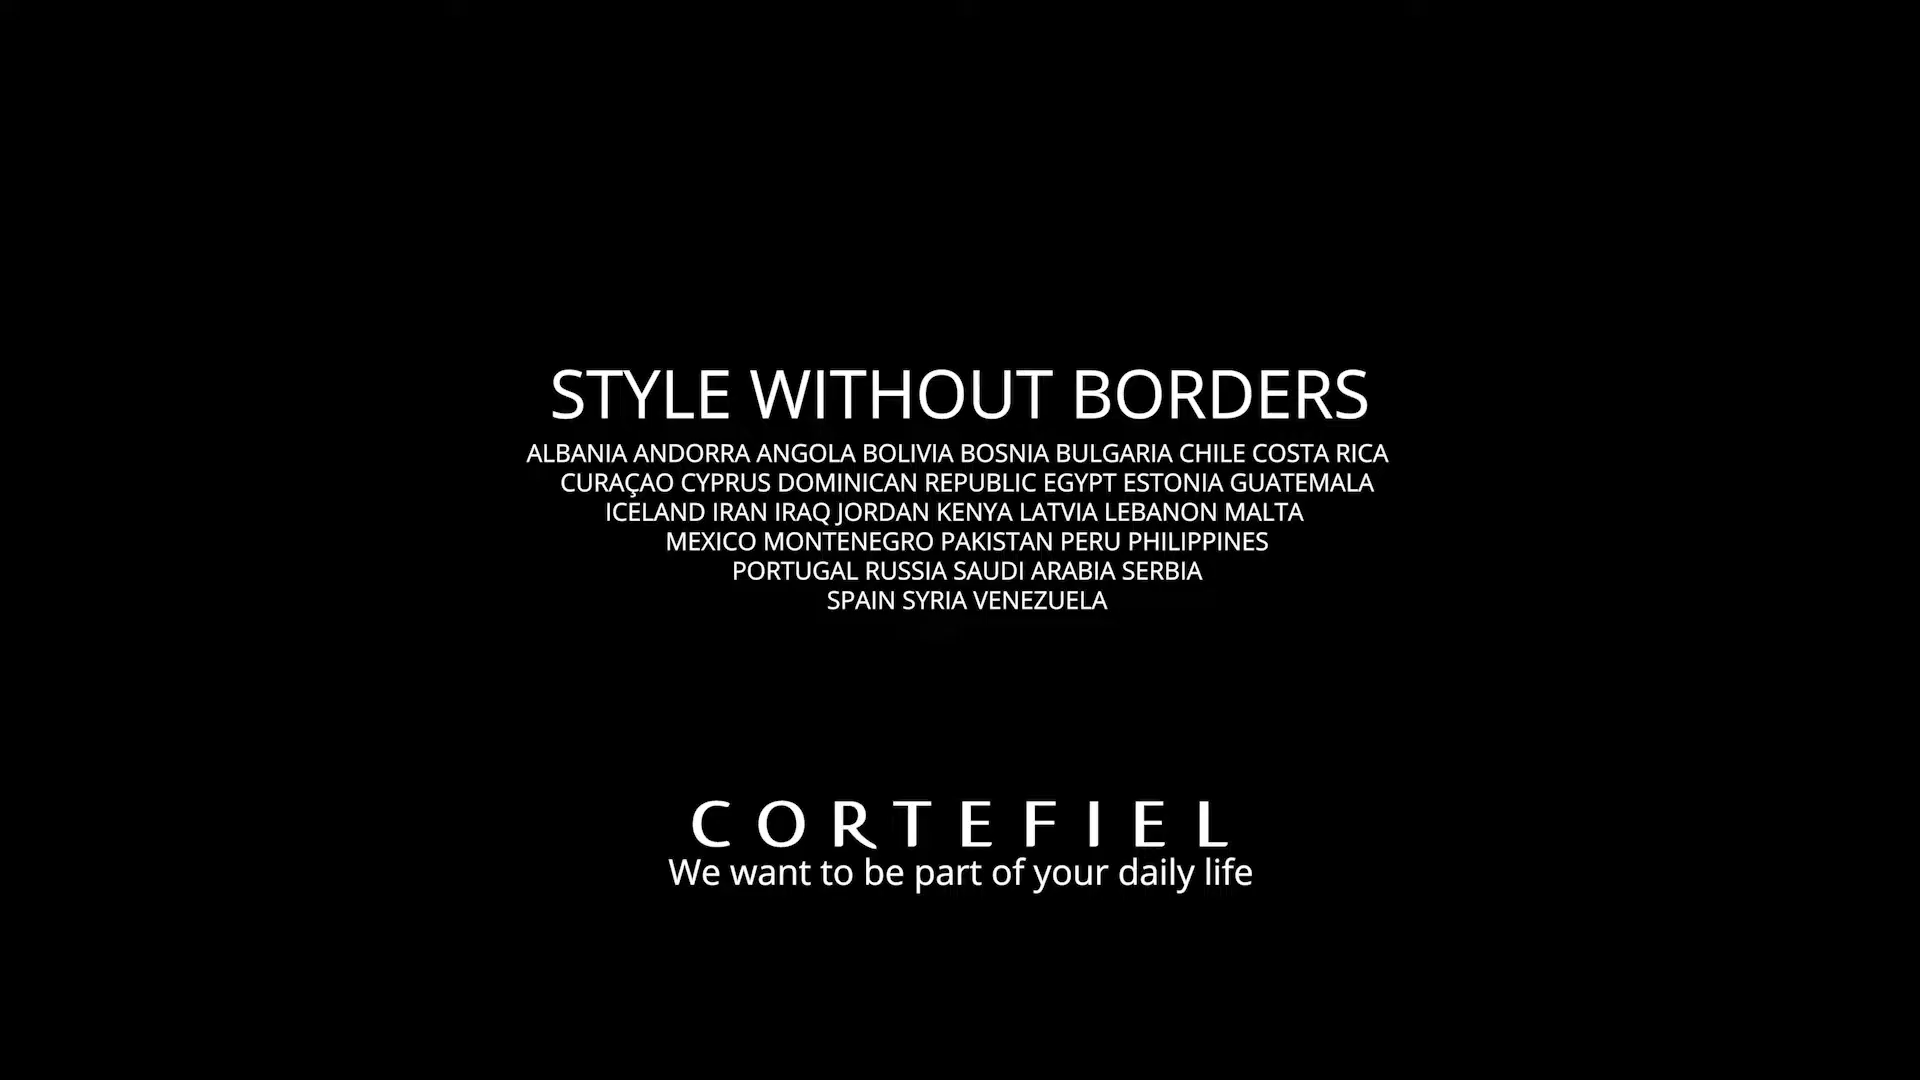 STYLE WITHOUT BORDERS
ALBANIA ANDORRA ANGOLA BOLIVIA BOSNIA BULGARIA CHILE COSTA RICA
CURAÇAO CYPRUS DOMINICAN REPUBLIC EGYPT ESTONIA GUATEMALA
ICELAND IRAN IRAQ JORDAN KENYA LATVIA LEBANON MALTA
MEXICO MONTENEGRO PAKISTAN PERU PHILIPPINES
PORTUGAL RUSSIA SAUDI ARABIA SERBIA
SPAIN SYRIA VENEZUELA
CORTEFIEL
We want to be part of your daily life